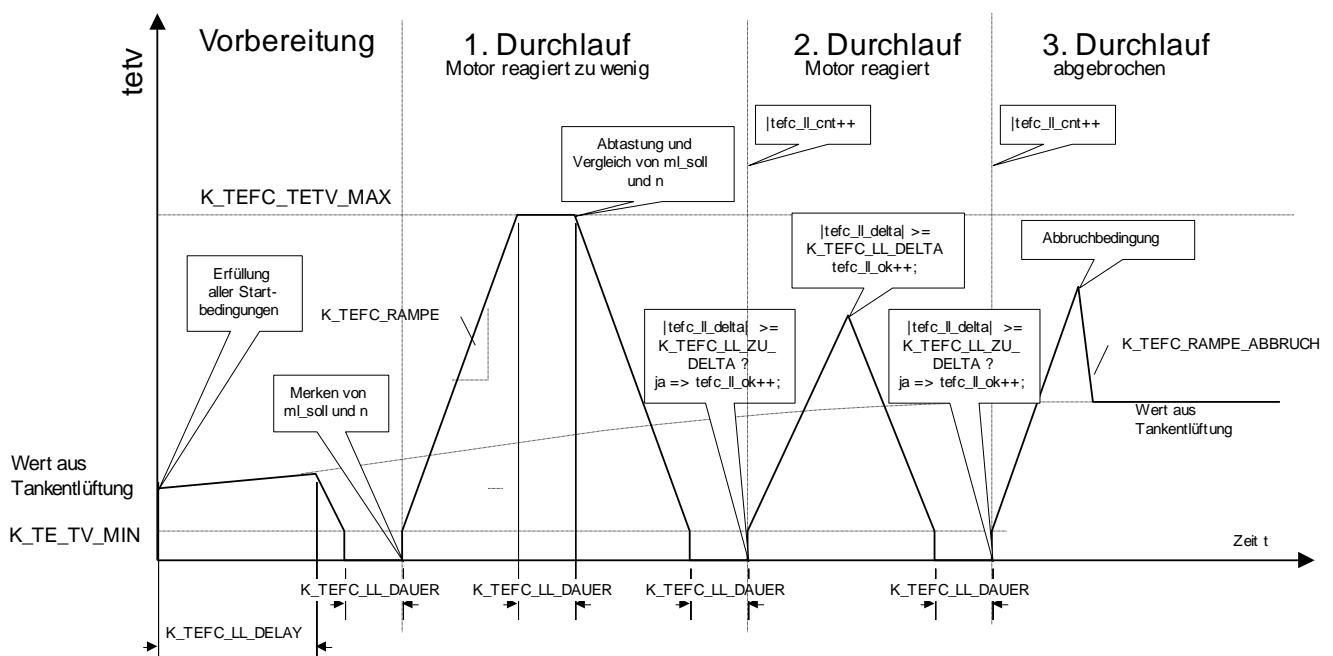 tetv
Vorbereitung
1. Durchlauf
Motor reagiert zu wenig
2. Durchlauf
Motor reagiert
3. Durchlauf
abgebrochen
|tefc_ll_cnt++
|tefc_ll_cnt++
Abtastung und
Vergleich von ml_soll
und n
K_TEFC_TETV_MAX
|tefc_ll_delta| >=
K_TEFC_LL_DELTA
tefc_ll_ok++;
Abbruchbedingung
Erfüllung
aller Start-
bedingungen
K_TEFC_RAMPE
|tefc_ll_delta| >=
K_TEFC_LL_ZU_
DELTA ?
ja => tefc_ll_ok++;
|tefc_ll_delta| >=
K_TEFC_LL_ZU_
DELTA ?
ja => tefc_ll_ok++;
K_TEFC_RAMPE_ABBRUCH
Merken von
ml_soll und n
Wert aus
Tankentlüftung
Wert aus
Tankentlüftung
K_TE_TV_MIN
Zeit t
K_TEFC_LL_DAUER
K_TEFC_LL_DAUER
K_TEFC_LL_DAUER
K_TEFC_LL_DAUER
K_TEFC_LL_DELAY